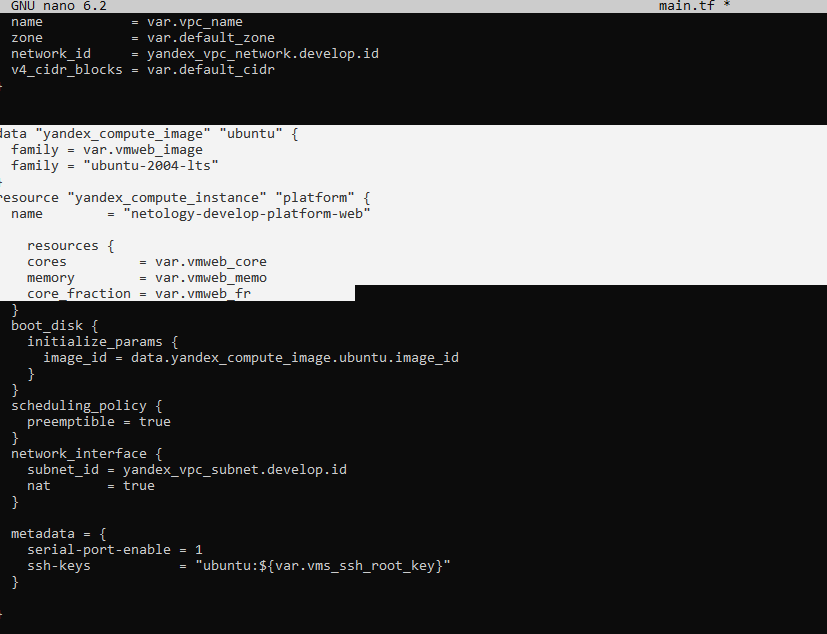 GNU nano 6.2 main.tf *
name = var.vpc_name
zone = var.default_zone
network_id = yandex_vpc_network.develop.id
v4_cidr_blocks = var.default_cidr
}
data "yandex_compute_image" "ubuntu" {
family = var.vmweb_image
family = "ubuntu-2004-lts"
}
resource "yandex_compute_instance" "platform" {
name = "netology-develop-platform-web"
resources {
cores = var.vmweb_core
memory = var.vmweb_memo
core_fraction = var.vmweb_fr
}
boot_disk {
initialize_params {
image_id = data.yandex_compute_image.ubuntu.image_id
}
}
scheduling_policy {
preemptible = true
}
network_interface {
subnet_id = yandex_vpc_subnet.develop.id
nat = true
}
metadata = {
serial-port-enable = 1
ssh-keys = "ubuntu:${var.vms_ssh_root_key}"
}
}